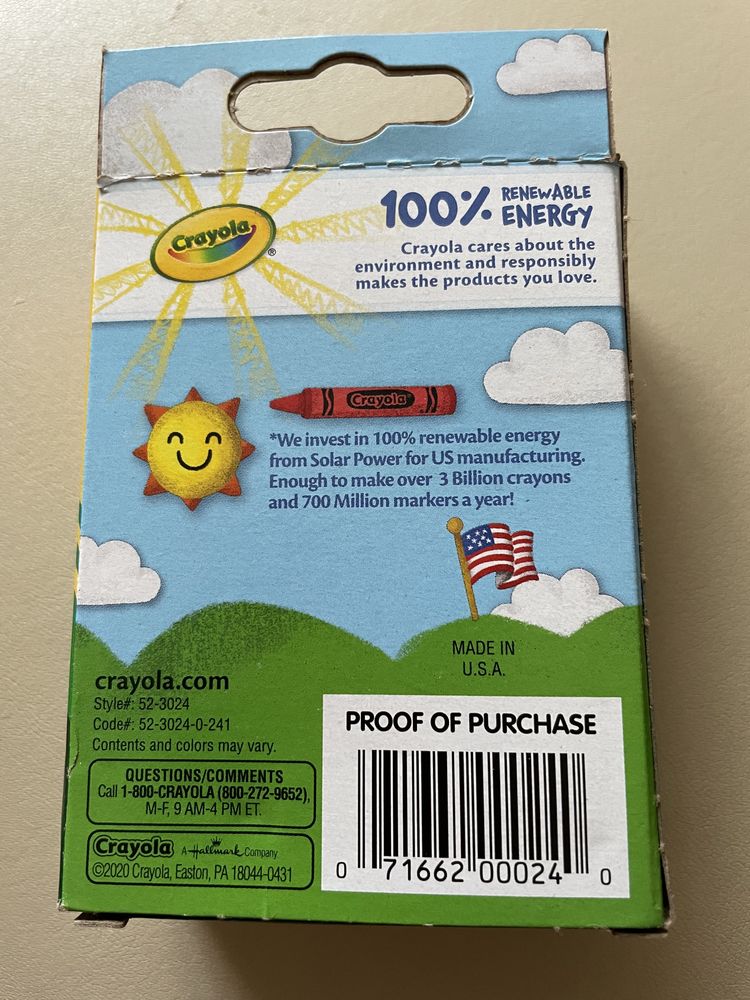 Crayola®
100% RENEWABLE ENERGY
Crayola cares about the
environment and responsibly
makes the products you love.
Crayola
*We invest in 100% renewable energy
from Solar Power for US manufacturing.
Enough to make over 3 Billion crayons
and 700 Million markers a year!
MADE IN
U.S.A.
crayola.com
Style#: 52-3024
Code#: 52-3024-0-241
Contents and colors may vary.
QUESTIONS/COMMENTS
Call 1-800-CRAYOLA (800-272-9652),
M-F, 9 AM-4 PM ET.
Crayola A Hallmark Company
©2020 Crayola, Easton, PA 18044-0431
PROOF OF PURCHASE
0 71662 00024 0